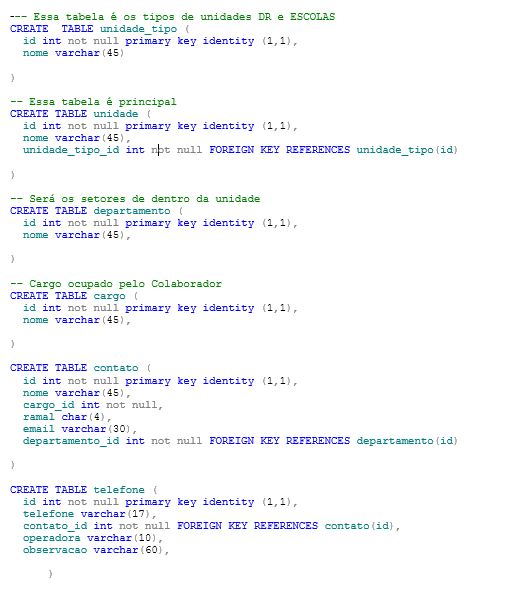 --- Essa tabela é os tipos de unidades DR e ESCOLAS
CREATE  TABLE unidade_tipo (
  id int not null primary key identity (1,1),
  nome varchar(45)
)
-- Essa tabela é principal
CREATE TABLE unidade (
  id int not null primary key identity (1,1),
  nome varchar(45),
  unidade_tipo_id int not null FOREIGN KEY REFERENCES unidade_tipo(id)
)
-- Será os setores de dentro da unidade
CREATE TABLE departamento (
  id int not null primary key identity (1,1),
  nome varchar(45),
)
-- Cargo ocupado pelo Colaborador
CREATE TABLE cargo (
  id int not null primary key identity (1,1),
  nome varchar(45),
)
CREATE TABLE contato (
  id int not null primary key identity (1,1),
  nome varchar(45),
  cargo_id int not null,
  ramal char(4),
  email varchar(30),
  departamento_id int not null FOREIGN KEY REFERENCES departamento(id)
)
CREATE TABLE telefone (
  id int not null primary key identity (1,1),
  telefone varchar(17),
  contato_id int not null FOREIGN KEY REFERENCES contato(id),
  operadora varchar(10),
  observacao varchar(60),
      )